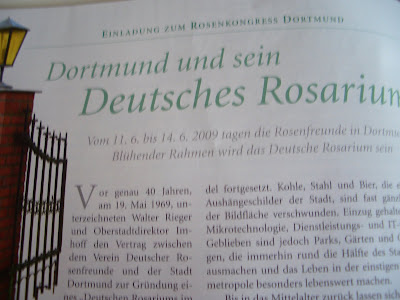 Einladung zum Rosenkongress Dortmund
Dortmund und sein
Deutsches Rosarium
Vom 11. 6. bis 14. 6. 2009 tagen die Rosenfreunde in Dortmu
Blühender Rahmen wird das Deutsche Rosarium sein
Vor genau 40 Jahren,
am 19. Mai 1969, un-
terzeichneten Walter Rieger
und Oberstadtdirektor Im-
hoff den Vertrag zwischen
dem Verein Deutscher Ro-
senfreunde und der Stadt
Dortmund zur Gründung ei-
nes „Deutschen Rosariums im
del fortgesetzt. Kohle, Stahl und Bier, die e
Aushängeschilder der Stadt, sind fast gänz
der Bildfläche verschwunden. Einzug gehalte
Mikrotechnologie, Dienstleistungs- und IT-
Geblieben sind jedoch Parks, Gärten und G
gen, die immerhin rund die Hälfte des Sta
ausmachen und das Leben in der einstigen
metropole besonders lebenswert machen.
Bis in das Mittelalter zurück lassen sich